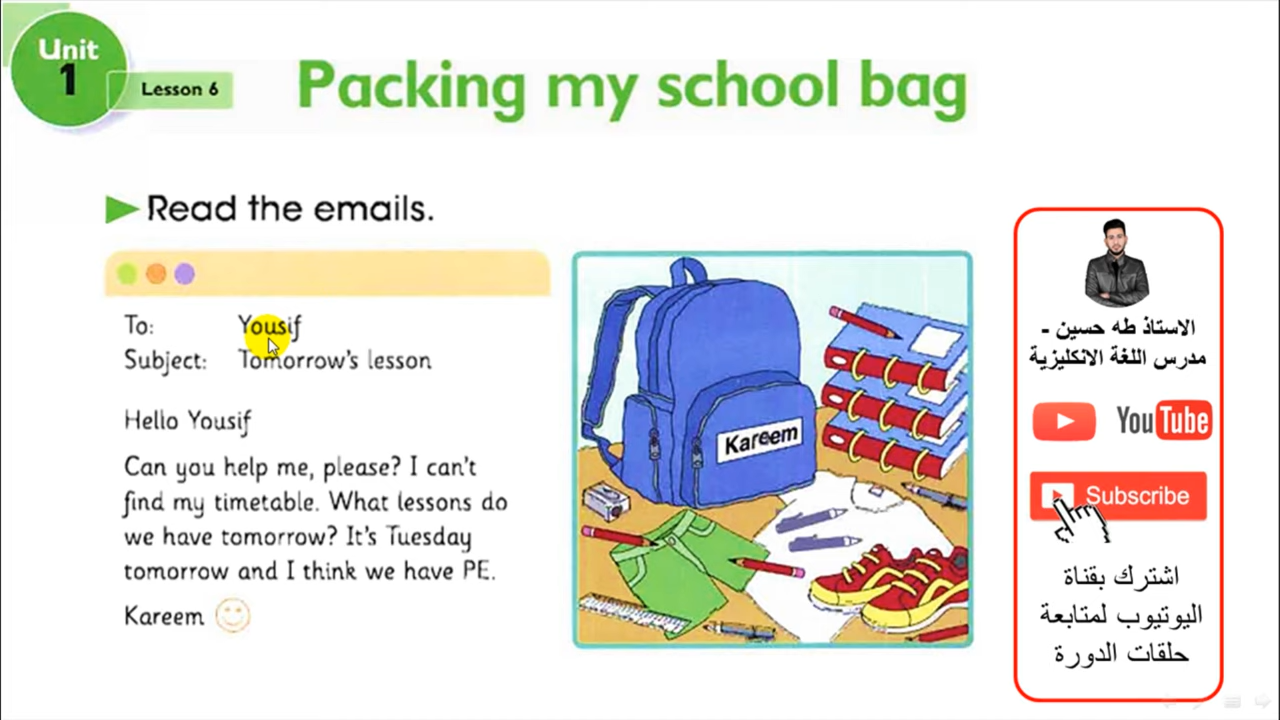 Unit
1
Lesson 6
Packing my school bag
Read the emails.
To: Yousif
Subject: Tomorrow's lesson
Hello Yousif
Can you help me, please? I can't
find my timetable. What lessons do
we have tomorrow? It's Tuesday
tomorrow and I think we have PE.
Kareem
Kareem
الاستاذ طه حسين -
مدرس اللغة الانكليزية
YouTube
Subscribe
اشترك بقناة
اليوتيوب لمتابعة
حلقات الدورة